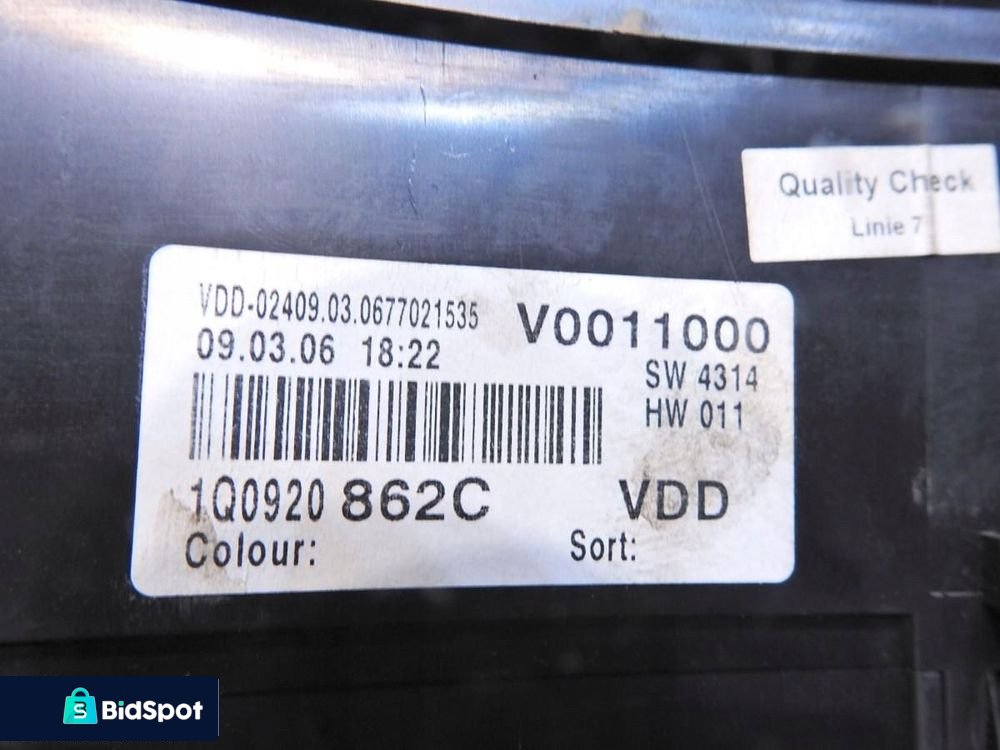 Quality Check
Linie 7
VDD-02409.03.0677021535
V0011000
09.03.06 18:22
SW 4314
HW 011
1Q0920 862C
VDD
Colour:
Sort:
S
BidSpot